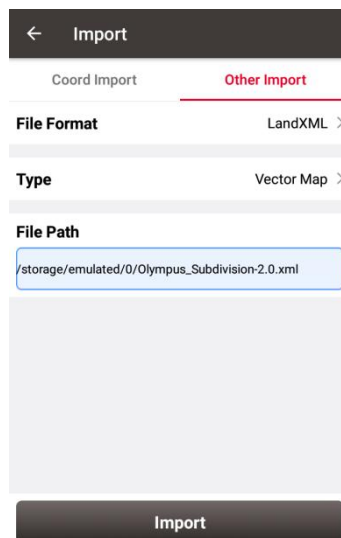 Import
Coord Import Other Import
File Format LandXML
Type Vector Map
File Path
/storage/emulated/0/Olympus_Subdivision-2.0.xml
Import